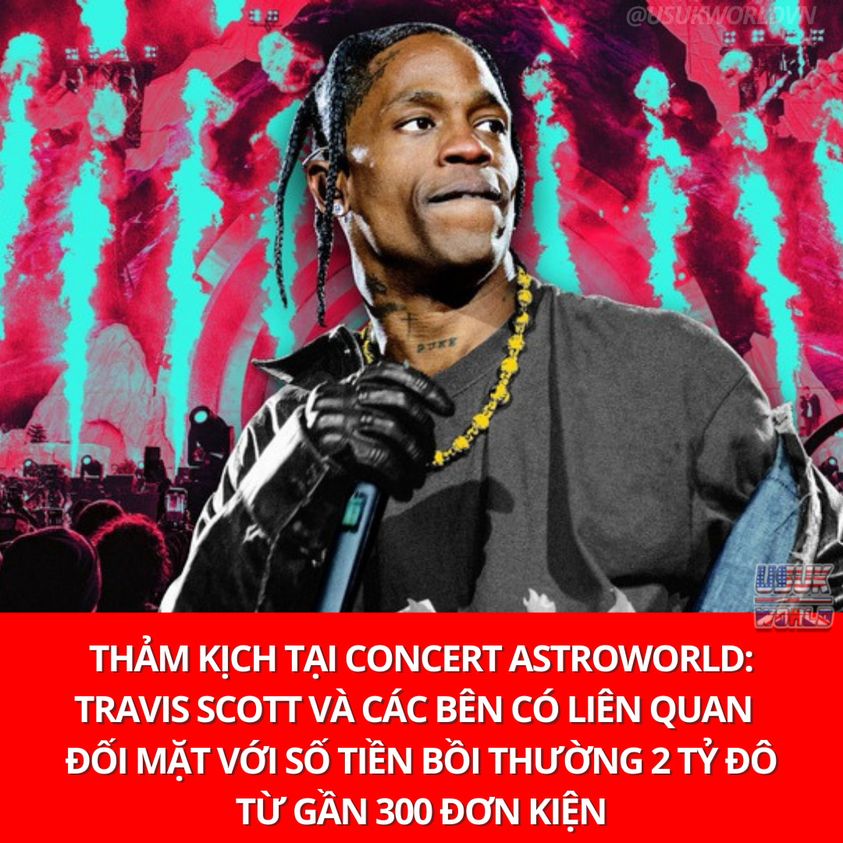 @USUKWORLDVN
DUKE
USUK
WORLD
THẢM KỊCH TẠI CONCERT ASTROWORLD:
TRAVIS SCOTT VÀ CÁC BÊN CÓ LIÊN QUAN
ĐỐI MẶT VỚI SỐ TIỀN BỒI THƯỜNG 2 TỶ ĐÔ
TỪ GẦN 300 ĐƠN KIỆN